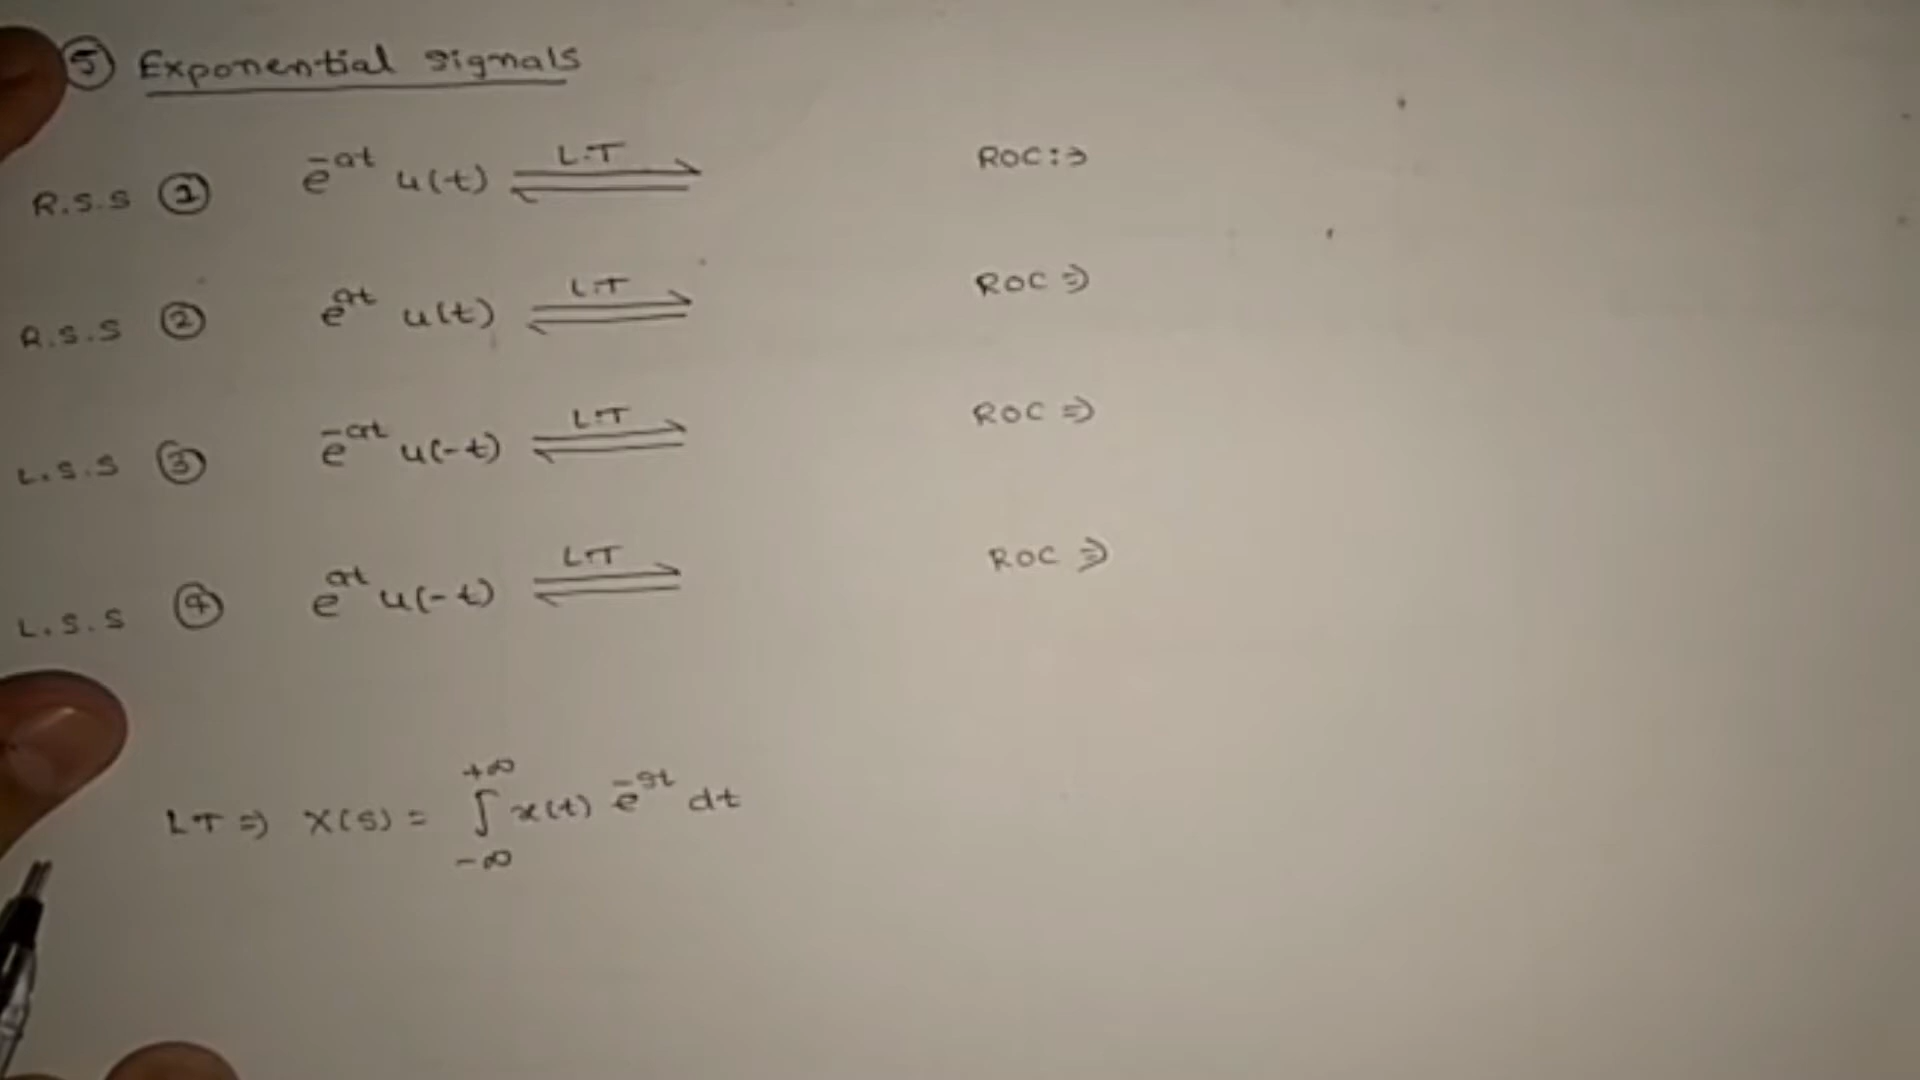 ⑤ Exponential signals
R.S.S ① e^-at u(t) L.T ⇌ ROC:⇒
R.S.S ② e^at u(t) L.T ⇌ ROC ⇒
L.S.S ③ e^-at u(-t) L.T ⇌ ROC ⇒
L.S.S ④ e^at u(-t) L.T ⇌ ROC ⇒
LT ⇒ X(s) = ∫_-∞^+∞ x(t) e^-st dt